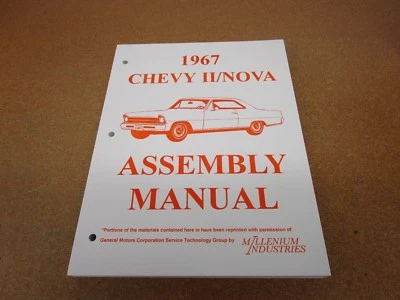 1967
CHEVY II/NOVA
ASSEMBLY
MANUAL
"Portions of the materials contained here in have been reprinted with permission of
General Motors Corporation Service Technology Group by MILLENIUM
INDUSTRIES